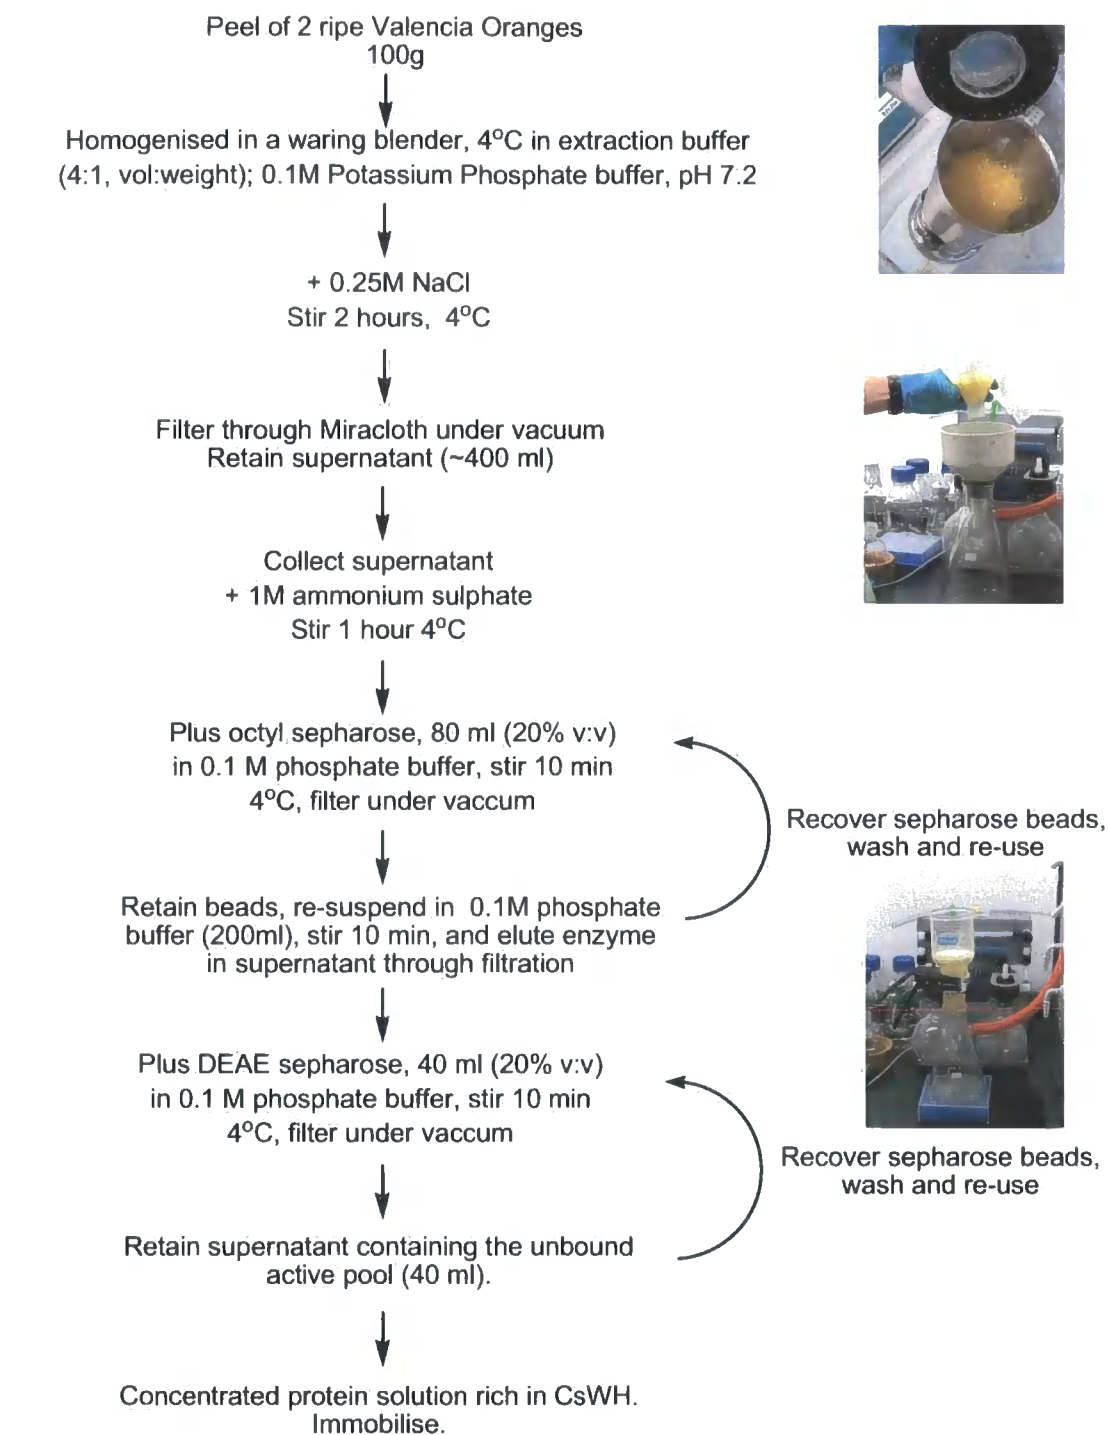 Peel of 2 ripe Valencia Oranges
100g
Homogenised in a waring blender, 4°C in extraction buffer
(4:1, vol:weight); 0.1M Potassium Phosphate buffer, pH 7.2
+ 0.25M NaCl
Stir 2 hours, 4°C
Filter through Miracloth under vacuum
Retain supernatant (~400 ml)
Collect supernatant
+ 1M ammonium sulphate
Stir 1 hour 4°C
Plus octyl sepharose, 80 ml (20% v:v)
in 0.1 M phosphate buffer, stir 10 min
4°C, filter under vaccum
Recover sepharose beads,
wash and re-use
Retain beads, re-suspend in 0.1M phosphate
buffer (200ml), stir 10 min, and elute enzyme
in supernatant through filtration
Plus DEAE sepharose, 40 ml (20% v:v)
in 0.1 M phosphate buffer, stir 10 min
4°C, filter under vaccum
Recover sepharose beads,
wash and re-use
Retain supernatant containing the unbound
active pool (40 ml).
Concentrated protein solution rich in CsWH.
Immobilise.